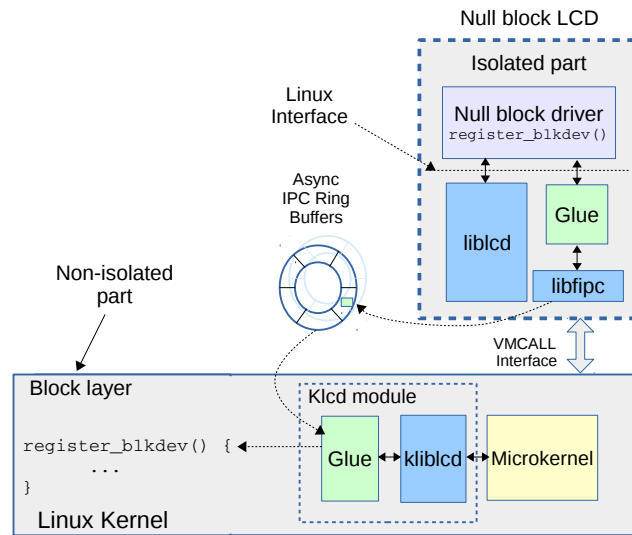 Null block LCD
Isolated part
Linux
Interface
Null block driver
register_blkdev()
Async
IPC Ring
Buffers
liblcd
Glue
libfipc
Non-isolated
part
VMCALL
Interface
Block layer
Klcd module
register_blkdev() {
...
}
Glue
kliblcd
Microkernel
Linux Kernel